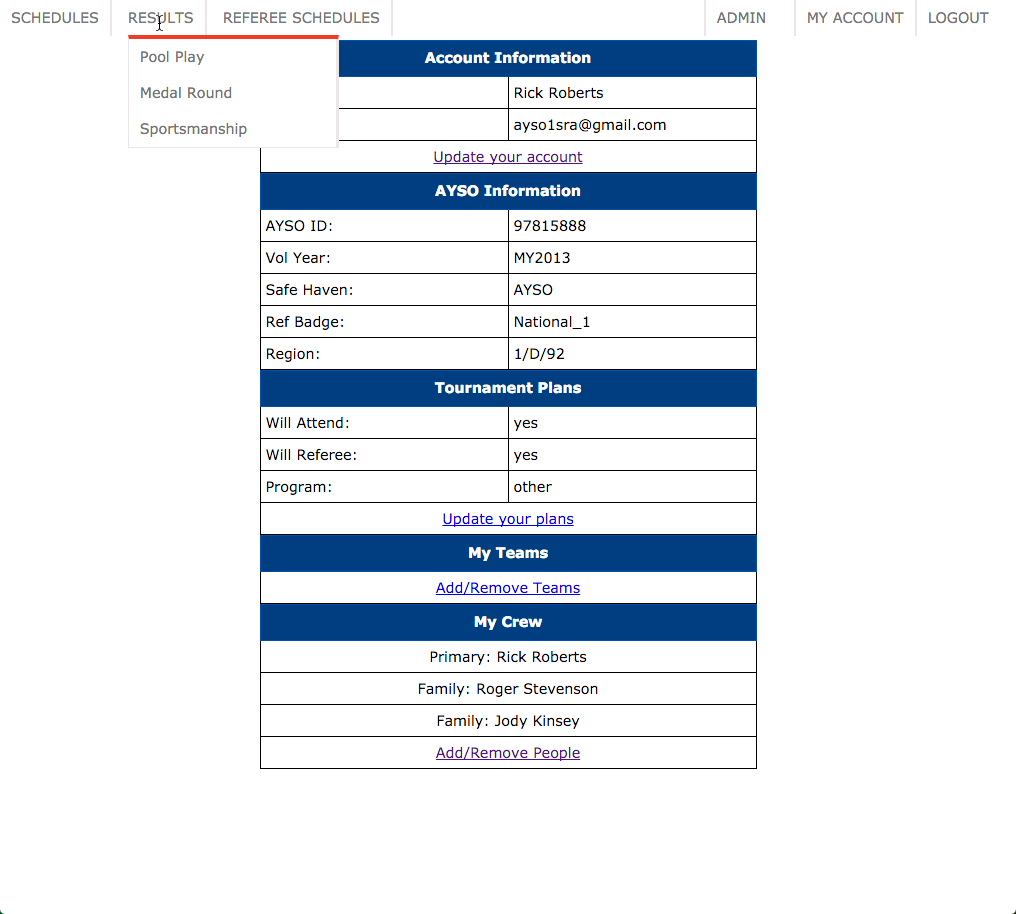 SCHEDULES RESULTS REFEREE SCHEDULES ADMIN MY ACCOUNT LOGOUT
Pool Play
Medal Round
Sportsmanship
Account Information
Rick Roberts
ayso1sra@gmail.com
Update your account
AYSO Information
AYSO ID: 97815888
Vol Year: MY2013
Safe Haven: AYSO
Ref Badge: National_1
Region: 1/D/92
Tournament Plans
Will Attend: yes
Will Referee: yes
Program: other
Update your plans
My Teams
Add/Remove Teams
My Crew
Primary: Rick Roberts
Family: Roger Stevenson
Family: Jody Kinsey
Add/Remove People